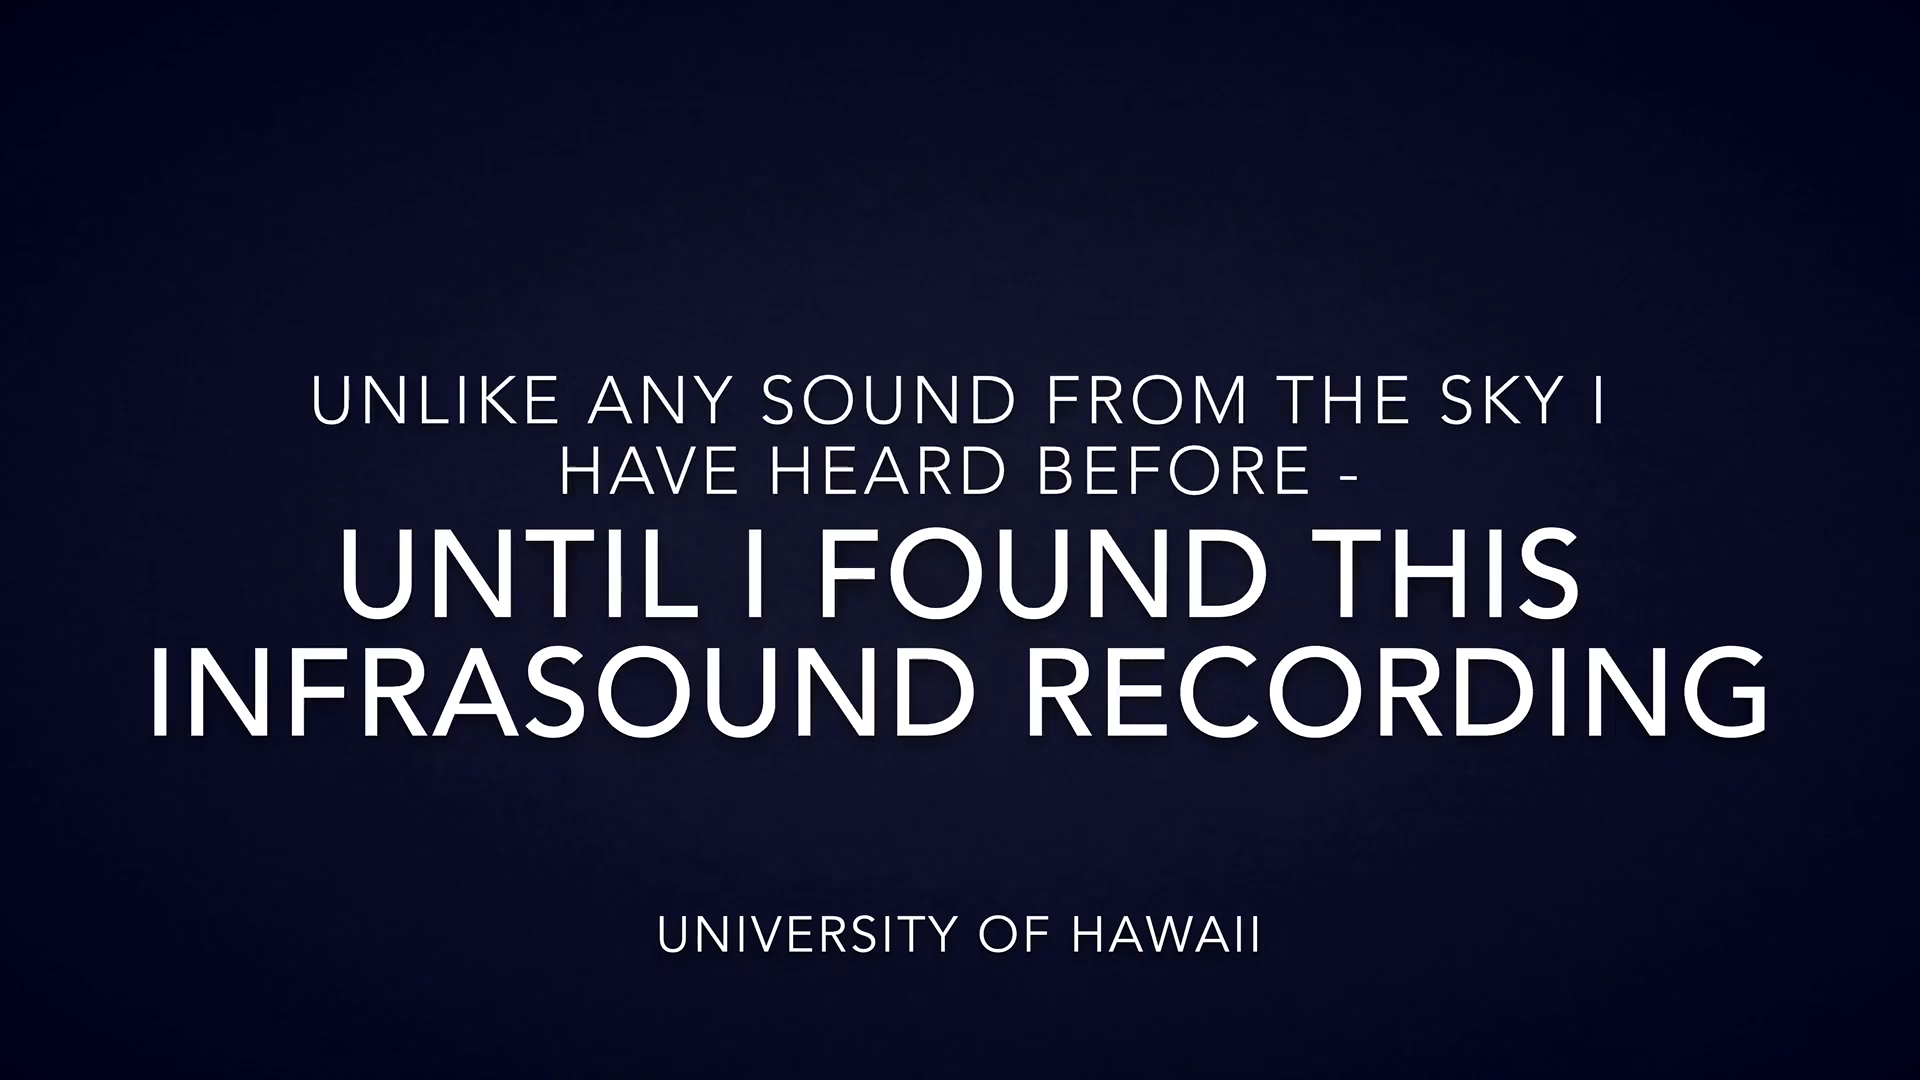 UNLIKE ANY SOUND FROM THE SKY I
HAVE HEARD BEFORE -
UNTIL I FOUND THIS
INFRASOUND RECORDING
UNIVERSITY OF HAWAII